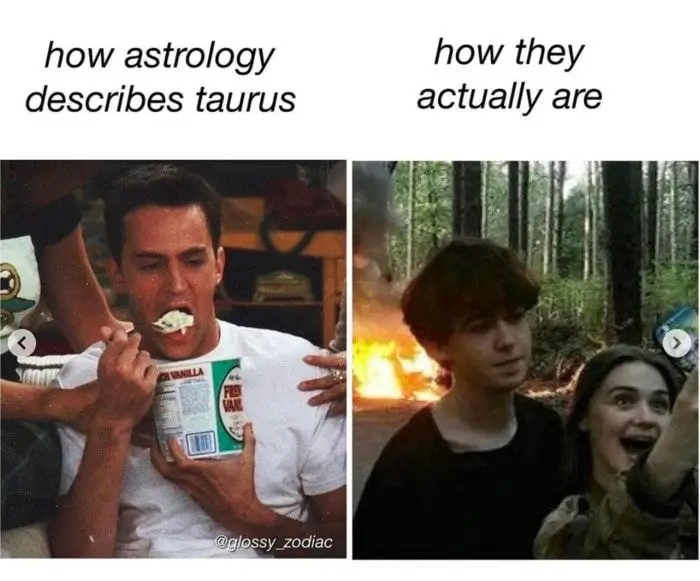 how astrology
describes taurus
how they
actually are
VANILLA
@glossy_zodiac